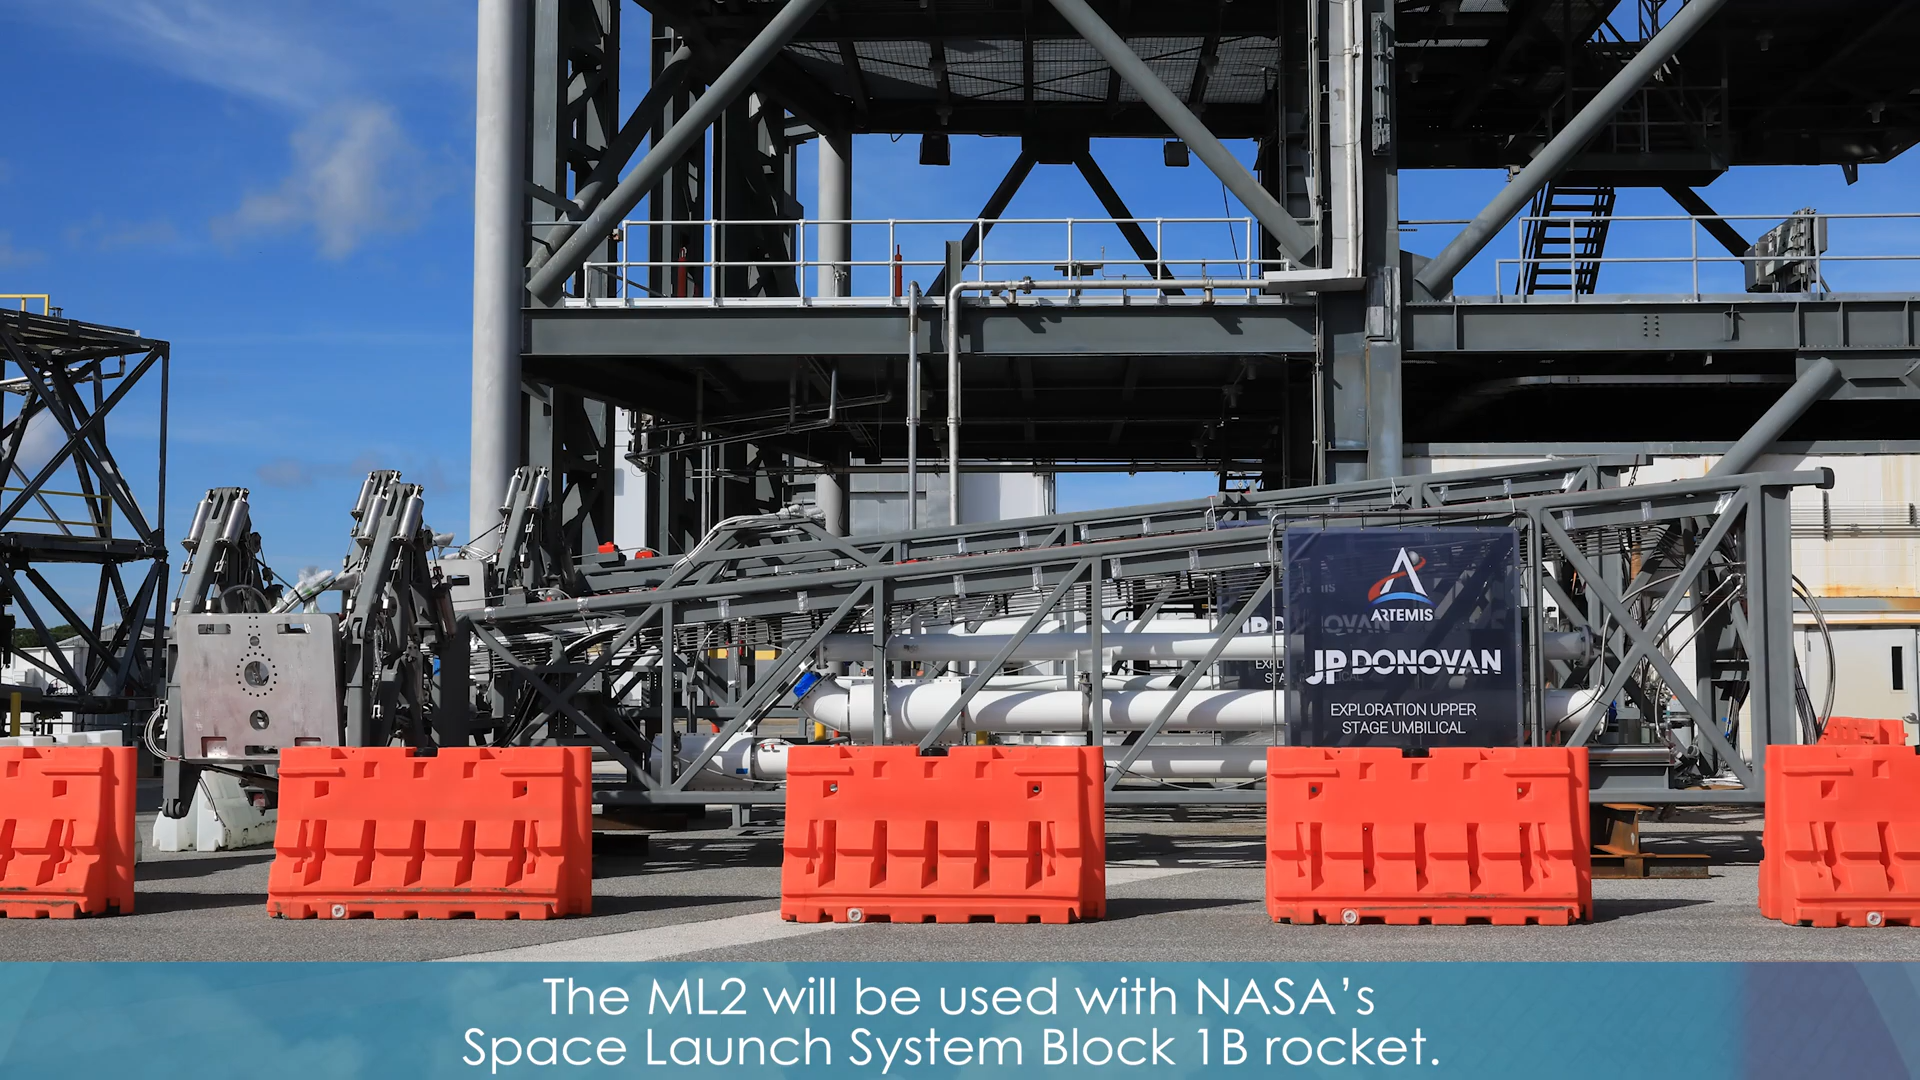 ARTEMIS
JP DONOVAN
EXPLORATION UPPER
STAGE UMBILICAL
The ML2 will be used with NASA's
Space Launch System Block 1B rocket.